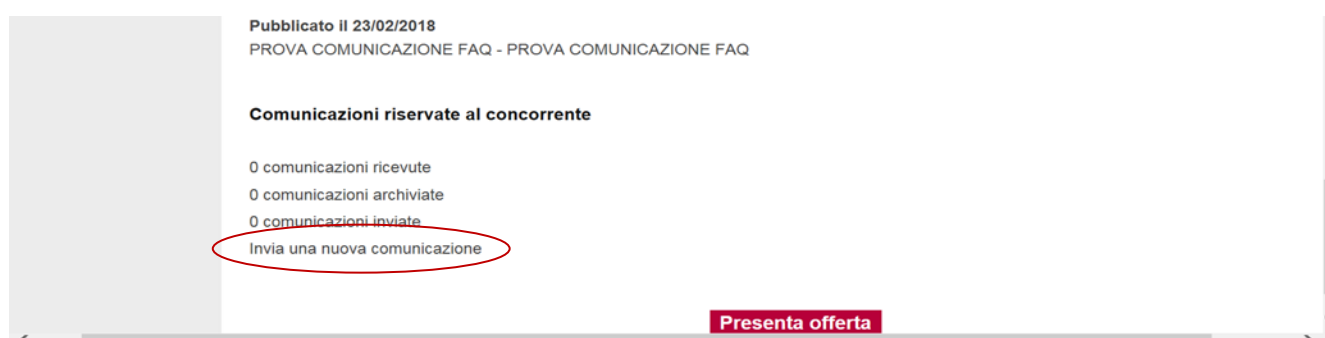 Pubblicato il 23/02/2018
PROVA COMUNICAZIONE FAQ - PROVA COMUNICAZIONE FAQ
Comunicazioni riservate al concorrente
0 comunicazioni ricevute
0 comunicazioni archiviate
0 comunicazioni inviate
Invia una nuova comunicazione
Presenta offerta